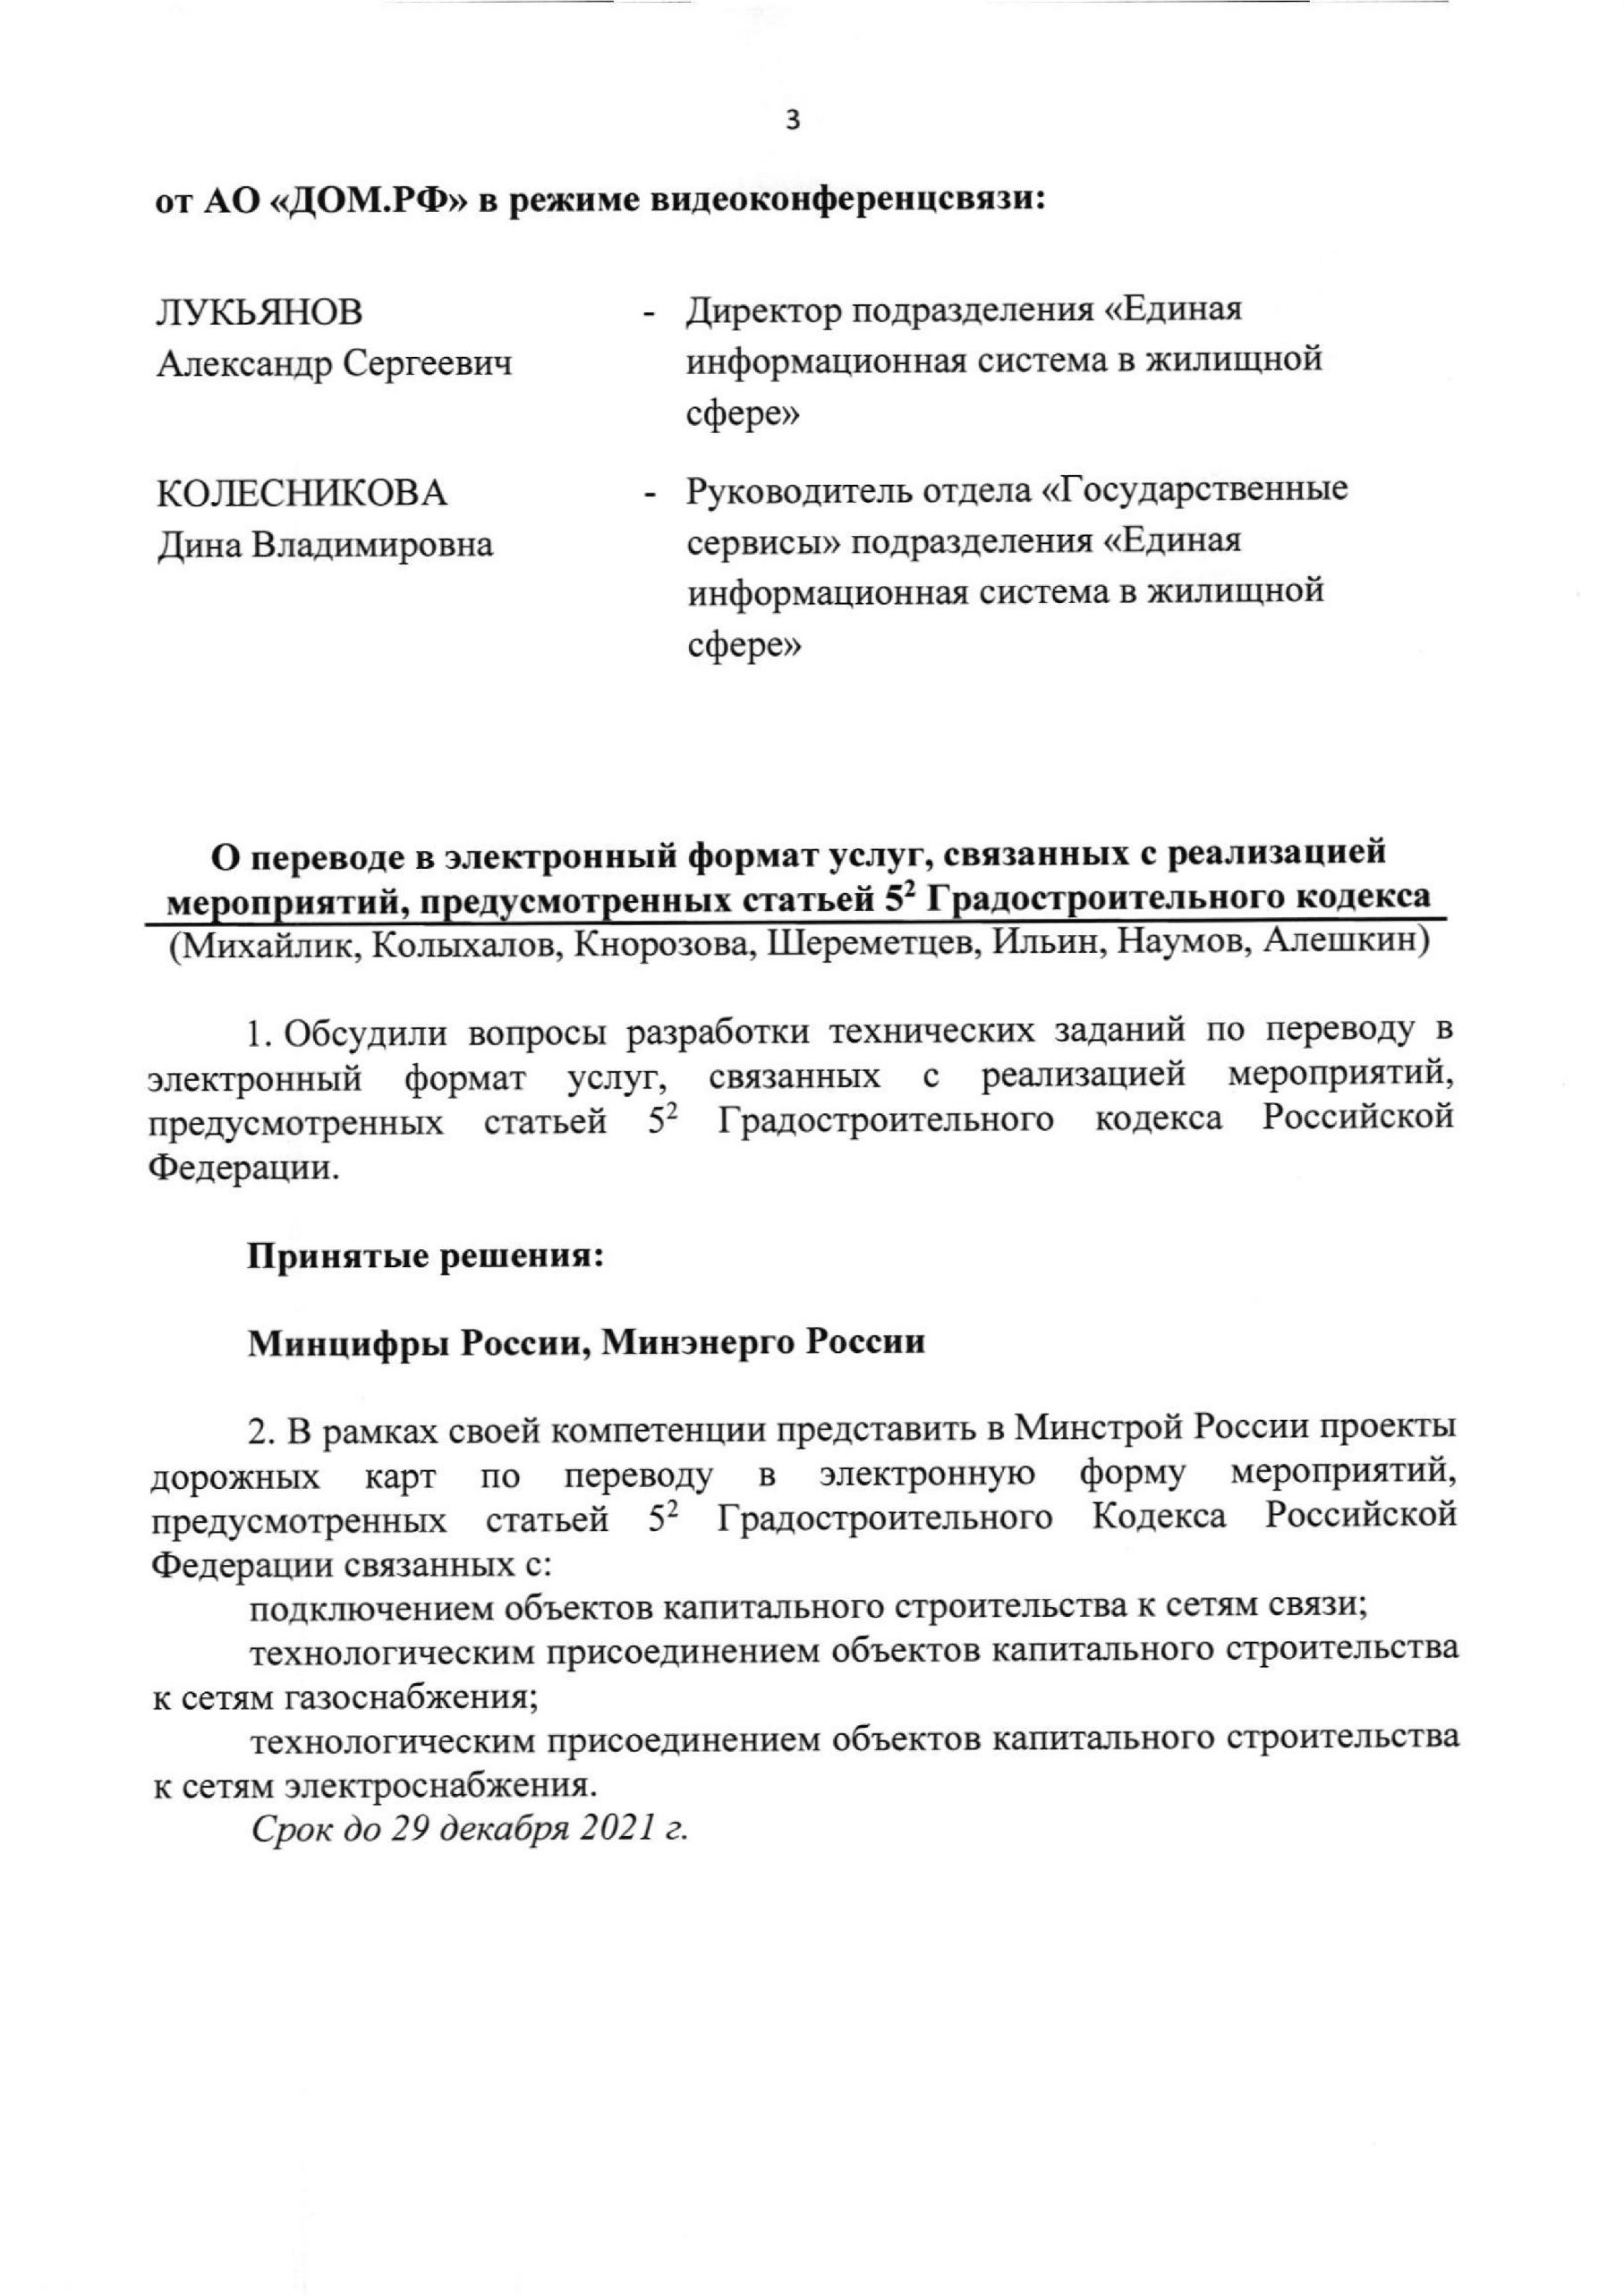 3
от АО «ДОМ.РФ» в режиме видеоконференцсвязи:
ЛУКЬЯНОВ
Александр Сергеевич
- Директор подразделения «Единая
информационная система в жилищной
сфере»
КОЛЕСНИКОВА
Дина Владимировна
- Руководитель отдела «Государственные
сервисы» подразделения «Единая
информационная система в жилищной
сфере»
О переводе в электронный формат услуг, связанных с реализацией
мероприятий, предусмотренных статьей 5² Градостроительного кодекса
(Михайлик, Колыхалов, Кнорозова, Шереметцев, Ильин, Наумов, Алешкин)
1. Обсудили вопросы разработки технических заданий по переводу в
электронный формат услуг, связанных с реализацией мероприятий,
предусмотренных статьей 5² Градостроительного кодекса Российской
Федерации.
Принятые решения:
Минцифры России, Минэнерго России
2. В рамках своей компетенции представить в Минстрой России проекты
дорожных карт по переводу в электронную форму мероприятий,
предусмотренных статьей 5² Градостроительного Кодекса Российской
Федерации связанных с:
подключением объектов капитального строительства к сетям связи;
технологическим присоединением объектов капитального строительства
к сетям газоснабжения;
технологическим присоединением объектов капитального строительства
к сетям электроснабжения.
Срок до 29 декабря 2021 г.